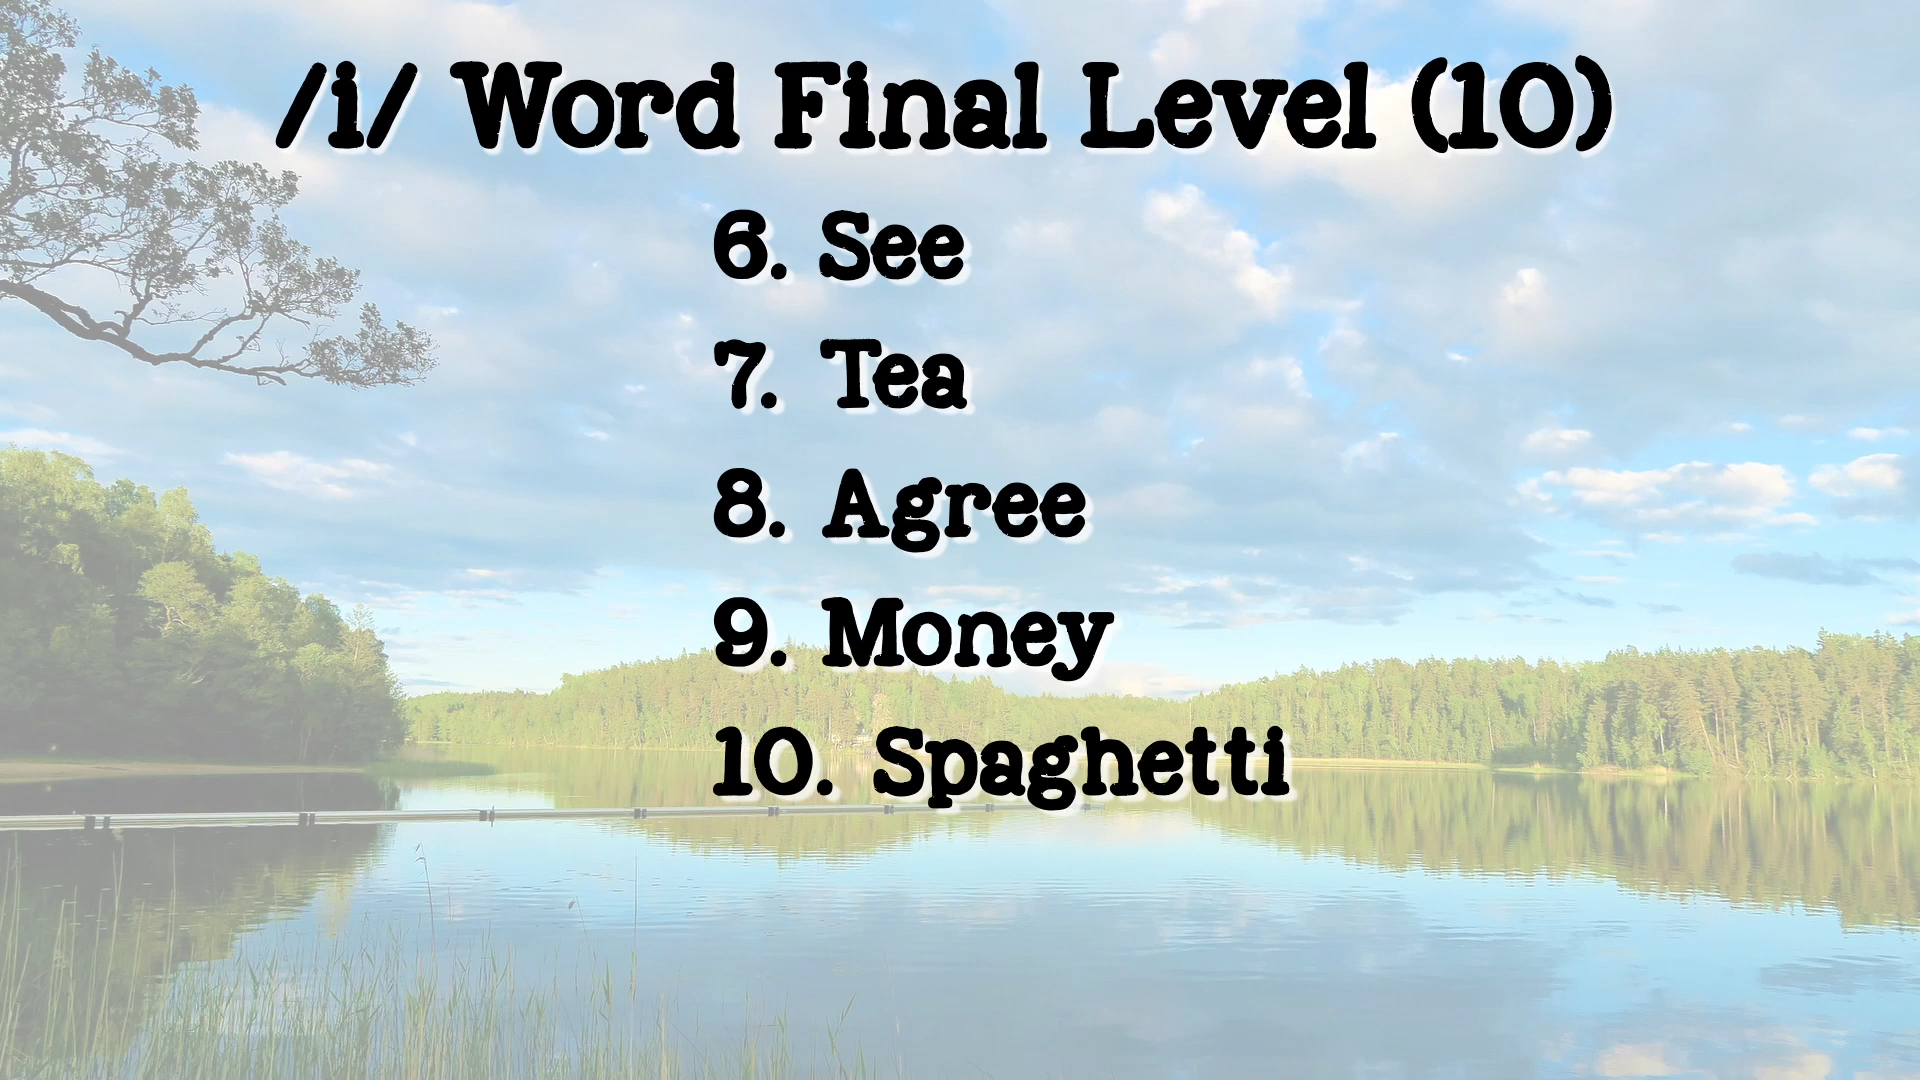 /i/ Word Final Level (10)
6. See
7. Tea
8. Agree
9. Money
10. Spaghetti